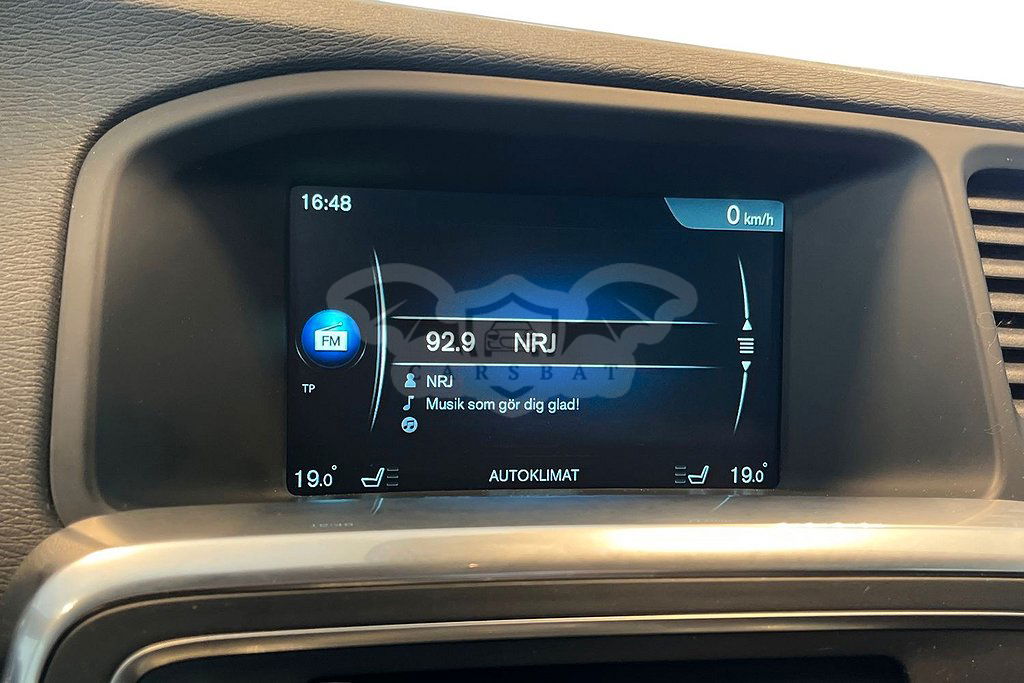 16:48
0 km/h
FM
92.9 NRJ
CARSBAT
TP
NRJ
Musik som gör dig glad!
19.0°
AUTOKLIMAT
19.0°